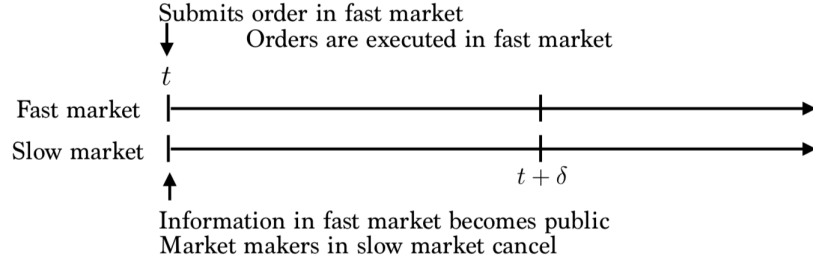 Submits order in fast market
Orders are executed in fast market
t
Fast market
Slow market
t + δ
Information in fast market becomes public
Market makers in slow market cancel